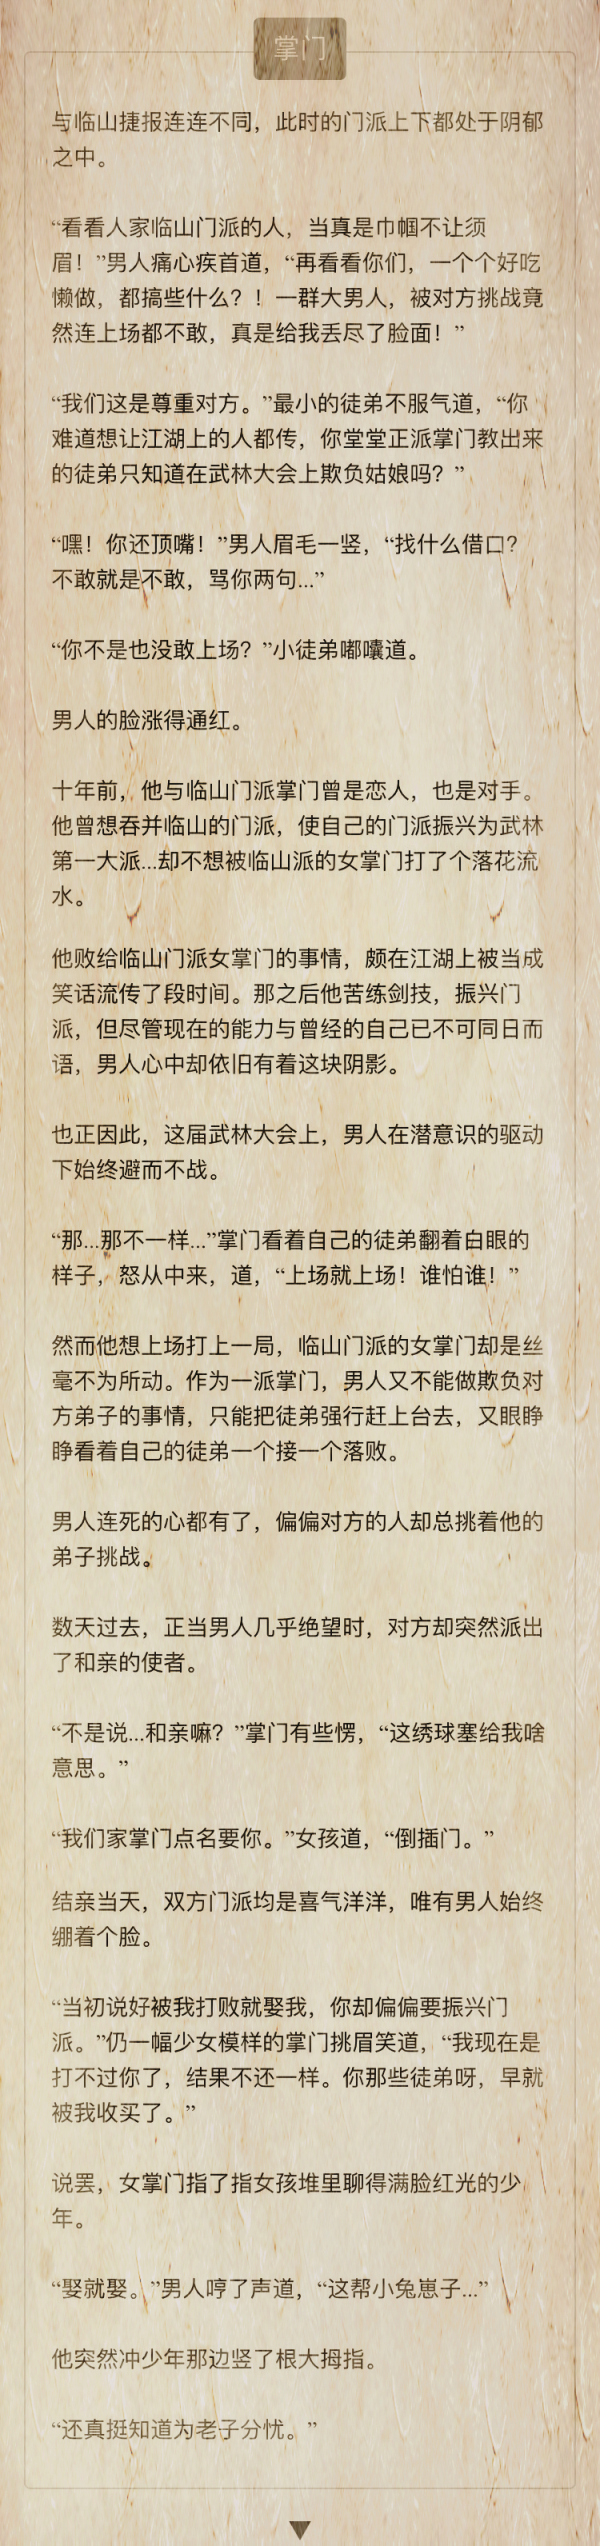 掌门
与临山捷报连连不同，此时的门派上下都处于阴郁
之中。
“看看人家临山门派的人，当真是巾帼不让须
眉！”男人痛心疾首道，“再看看你们，一个个好吃
懒做，都搞些什么？！一群大男人，被对方挑战竟
然连上场都不敢，真是给我丢尽了脸面！”
“我们这是尊重对方。”最小的徒弟不服气道，“你
难道想让江湖上的人都传，你堂堂正派掌门教出来
的徒弟只知道在武林大会上欺负姑娘吗？”
“嘿！你还顶嘴！”男人眉毛一竖，“找什么借口？
不敢就是不敢，骂你两句...”
“你不是也没敢上场？”小徒弟嘟囔道。
男人的脸涨得通红。
十年前，他与临山门派掌门曾是恋人，也是对手。
他曾想吞并临山的门派，使自己的门派振兴为武林
第一大派...却不想被临山派的女掌门打了个落花流
水。
他败给临山门派女掌门的事情，颇在江湖上被当成
笑话流传了段时间。那之后他苦练剑技，振兴门
派，但尽管现在的能力与曾经的自己已不可同日而
语，男人心中却依旧有着这块阴影。
也正因此，这届武林大会上，男人在潜意识的驱动
下始终避而不战。
“那...那不一样...”掌门看着自己的徒弟翻着白眼的
样子，怒从中来，道，“上场就上场！谁怕谁！”
然而他想上场打上一局，临山门派的女掌门却是丝
毫不为所动。作为一派掌门，男人又不能做欺负对
方弟子的事情，只能把徒弟强行赶上台去，又眼睁
睁看着自己的徒弟一个接一个落败。
男人连死的心都有了，偏偏对方的人却总挑着他的
弟子挑战。
数天过去，正当男人几乎绝望时，对方却突然派出
了和亲的使者。
“不是说...和亲嘛？”掌门有些愣，“这绣球塞给我啥
意思。”
“我们家掌门点名要你。”女孩道，“倒插门。”
结亲当天，双方门派均是喜气洋洋，唯有男人始终
绷着个脸。
“当初说好被我打败就娶我，你却偏偏要振兴门
派。”仍一幅少女模样的掌门挑眉笑道，“我现在是
打不过你了，结果不还一样。你那些徒弟呀，早就
被我收买了。”
说罢，女掌门指了指女孩堆里聊得满脸红光的少
年。
“娶就娶。”男人哼了声道，“这帮小兔崽子...”
他突然冲少年那边竖了根大拇指。
“还真挺知道为老子分忧。”